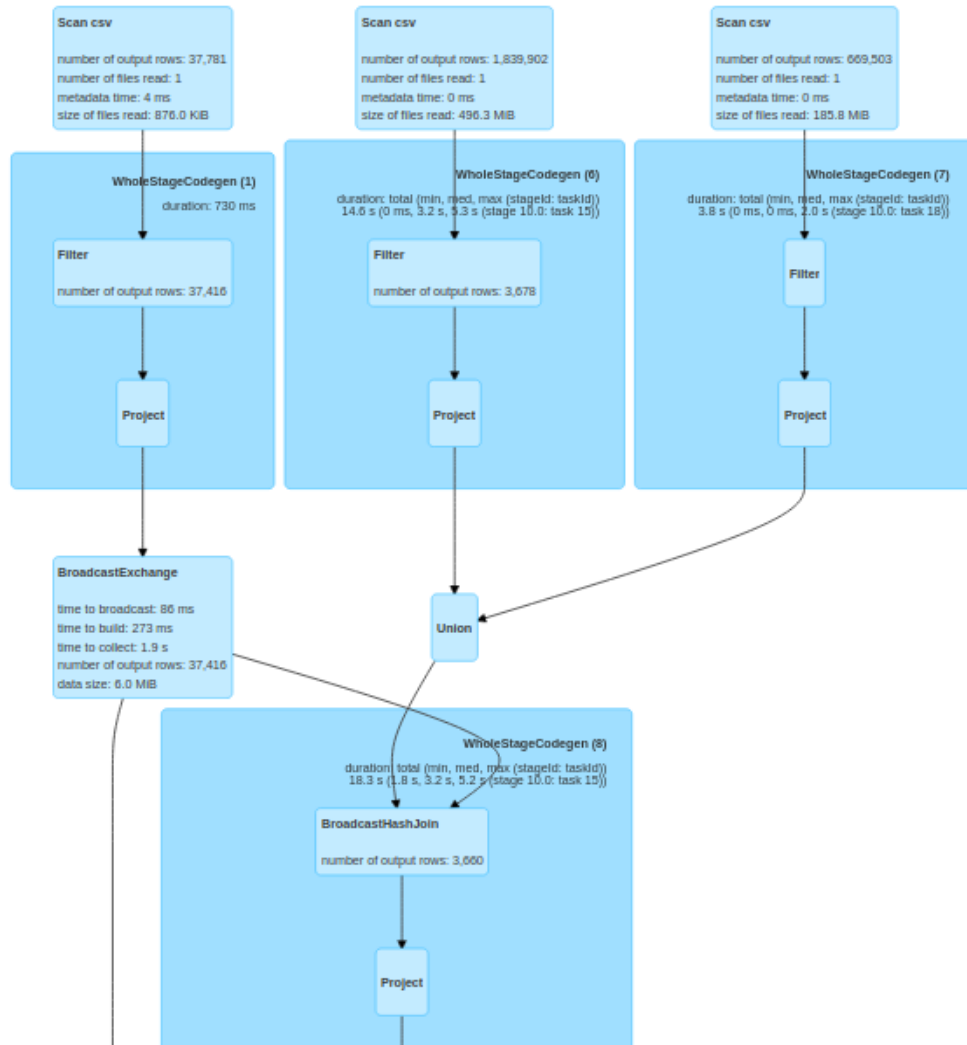 Scan csv
number of output rows: 37,781
number of files read: 1
metadata time: 4 ms
size of files read: 876.0 KiB
Scan csv
number of output rows: 1,839,902
number of files read: 1
metadata time: 0 ms
size of files read: 496.3 MiB
Scan csv
number of output rows: 669,503
number of files read: 1
metadata time: 0 ms
size of files read: 185.8 MiB
WholeStageCodegen (1)
duration: 730 ms
Filter
number of output rows: 37,416
Project
WholeStageCodegen (6)
duration: total (min, med, max (stageId: taskId))
14.6 s (0 ms, 3.2 s, 5.3 s (stage 10.0: task 15))
Filter
number of output rows: 3,678
Project
WholeStageCodegen (7)
duration: total (min, med, max (stageId: taskId))
3.8 s (0 ms, 0 ms, 2.0 s (stage 10.0: task 18))
Filter
Project
BroadcastExchange
time to broadcast: 86 ms
time to build: 273 ms
time to collect: 1.9 s
number of output rows: 37,416
data size: 6.0 MiB
Union
WholeStageCodegen (8)
duration: total (min, med, max (stageId: taskId))
18.3 s (1.8 s, 3.2 s, 5.2 s (stage 10.0: task 15))
BroadcastHashJoin
number of output rows: 3,660
Project